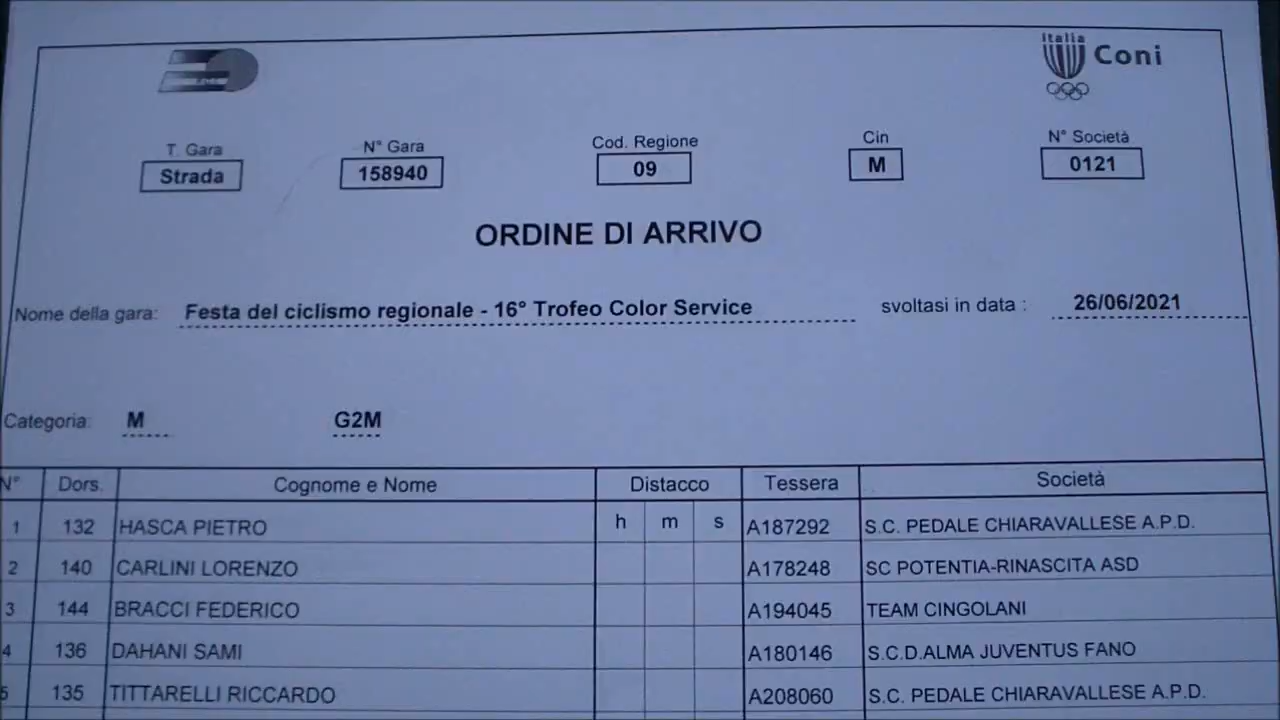 Italia
Coni
T. Gara N° Gara Cod. Regione Cin N° Società
Strada 158940 09 M 0121
ORDINE DI ARRIVO
Nome della gara: Festa del ciclismo regionale - 16° Trofeo Color Service svoltasi in data : 26/06/2021
Categoria: M G2M
N° Dors. Cognome e Nome Distacco Tessera Società
h m s
1 132 HASCA PIETRO A187292 S.C. PEDALE CHIARAVALLESE A.P.D.
2 140 CARLINI LORENZO A178248 SC POTENTIA-RINASCITA ASD
3 144 BRACCI FEDERICO A194045 TEAM CINGOLANI
4 136 DAHANI SAMI A180146 S.C.D.ALMA JUVENTUS FANO
5 135 TITTARELLI RICCARDO A208060 S.C. PEDALE CHIARAVALLESE A.P.D.